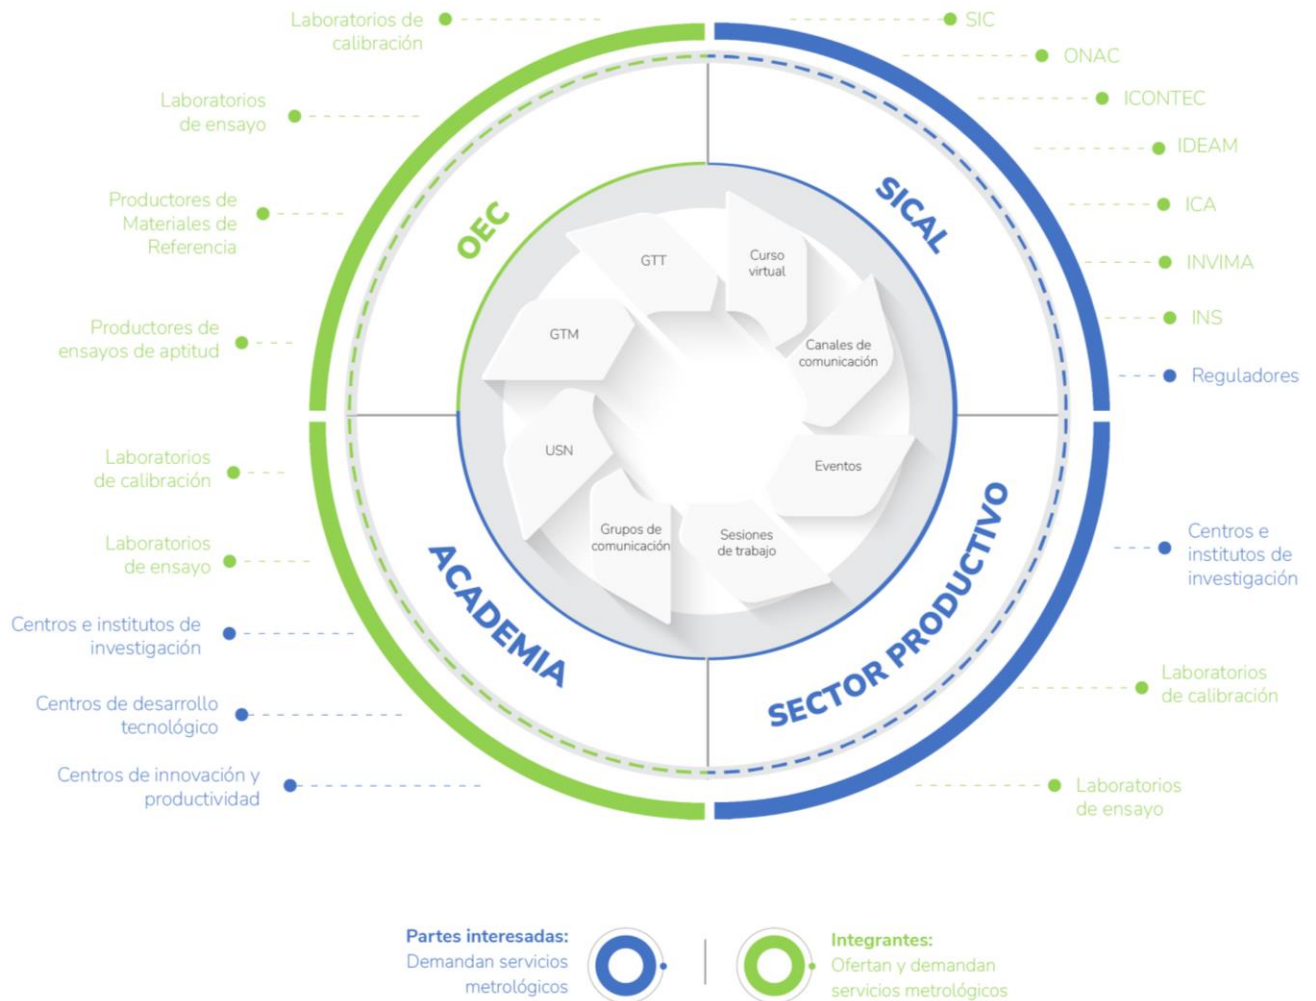 Laboratorios de
calibración
Laboratorios
de ensayo
Productores de
Materiales de
Referencia
Productores de
ensayos de aptitud
Laboratorios
de calibración
Laboratorios
de ensayo
Centros e institutos de
investigación
Centros de desarrollo
tecnológico
Centros de innovación y
productividad
OEC
SICAL
ACADEMIA
SECTOR PRODUCTIVO
GTT
Curso
virtual
Canales de
comunicación
Eventos
Sesiones
de trabajo
Grupos de
comunicación
USN
GTM
SIC
ONAC
ICONTEC
IDEAM
ICA
INVIMA
INS
Reguladores
Centros e
institutos de
investigación
Laboratorios
de calibración
Laboratorios
de ensayo
Partes interesadas:
Demandan servicios
metrológicos
Integrantes:
Ofertan y demandan
servicios metrológicos